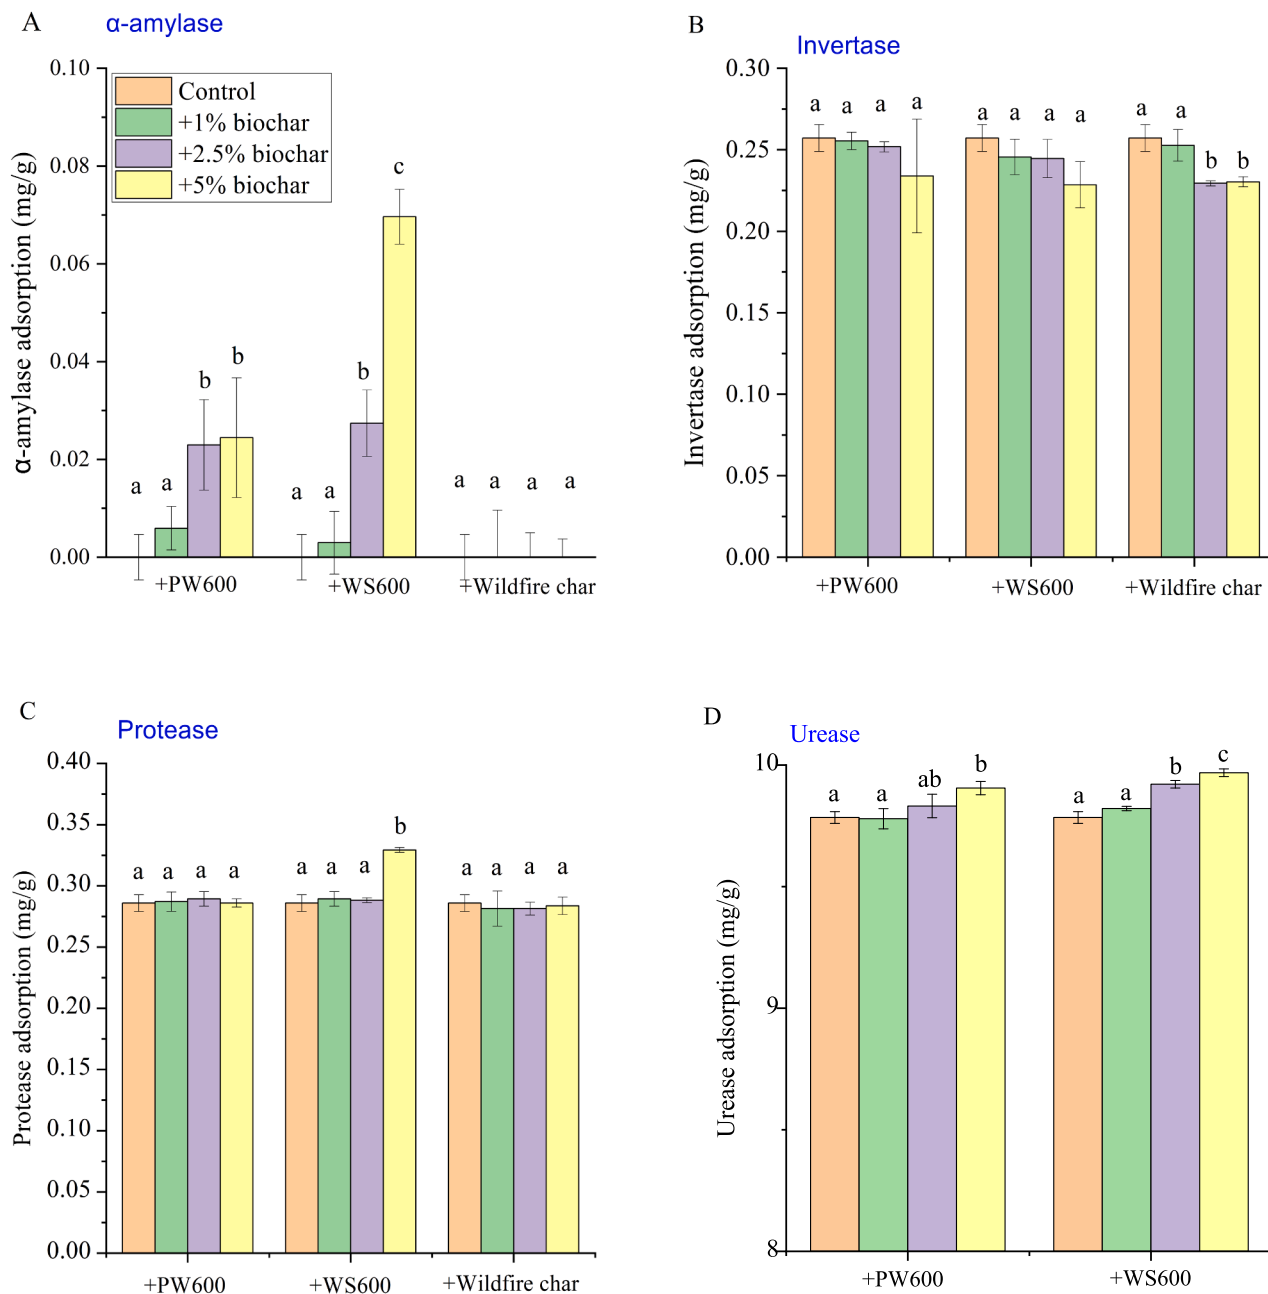 A
α-amylase
0.10
0.08
0.06
0.04
0.02
0.00
α-amylase adsorption (mg/g)
Control
+1% biochar
+2.5% biochar
+5% biochar
a a b b
a a b c
a a a a
+PW600 +WS600 +Wildfire char
B
Invertase
0.30
0.25
0.20
0.15
0.10
0.05
0.00
Invertase adsorption (mg/g)
a a a a
a a a a
a a b b
+PW600 +WS600 +Wildfire char
C
Protease
0.40
0.35
0.30
0.25
0.20
0.15
0.10
0.05
0.00
Protease adsorption (mg/g)
a a a a
a a a b
a a a a
+PW600 +WS600 +Wildfire char
D
Urease
10
9
8
Urease adsorption (mg/g)
a a ab b
a a b c
+PW600 +WS600